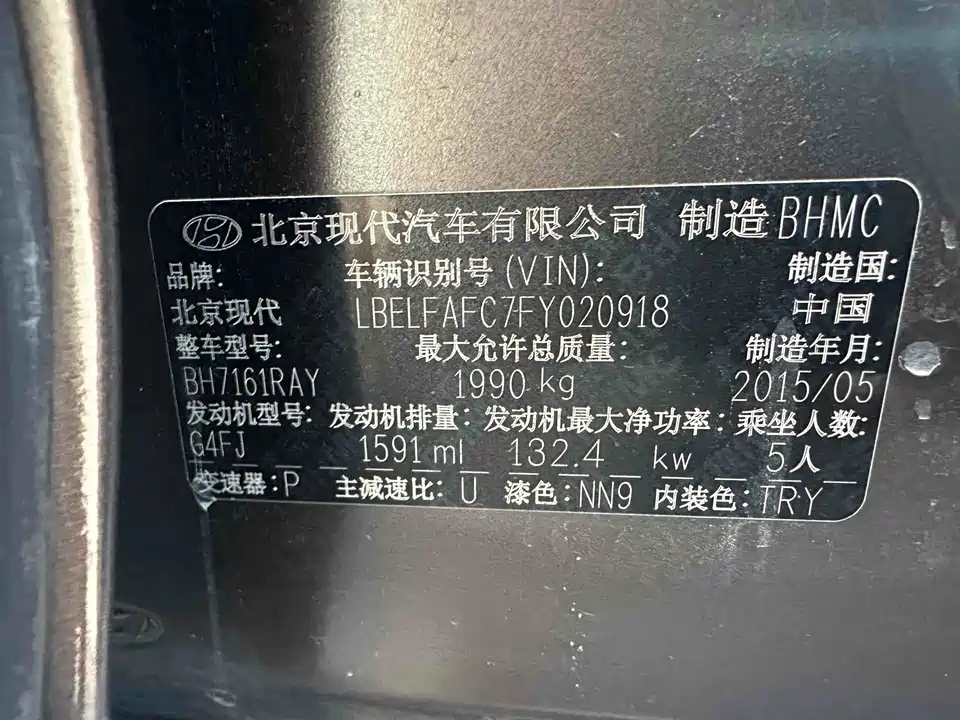 北京现代汽车有限公司 制造 BHMC
品牌: 车辆识别号(VIN): 制造国:
北京现代 LBELFAFC7FY020918 中国
整车型号: 最大允许总质量: 制造年月:
BH7161RAY 1990 kg 2015/05
发动机型号: 发动机排量: 发动机最大净功率: 乘坐人数:
G4FJ 1591 ml 132.4 kw 5人
变速器: P 主减速比: U 漆色: NN9 内装色: TRY